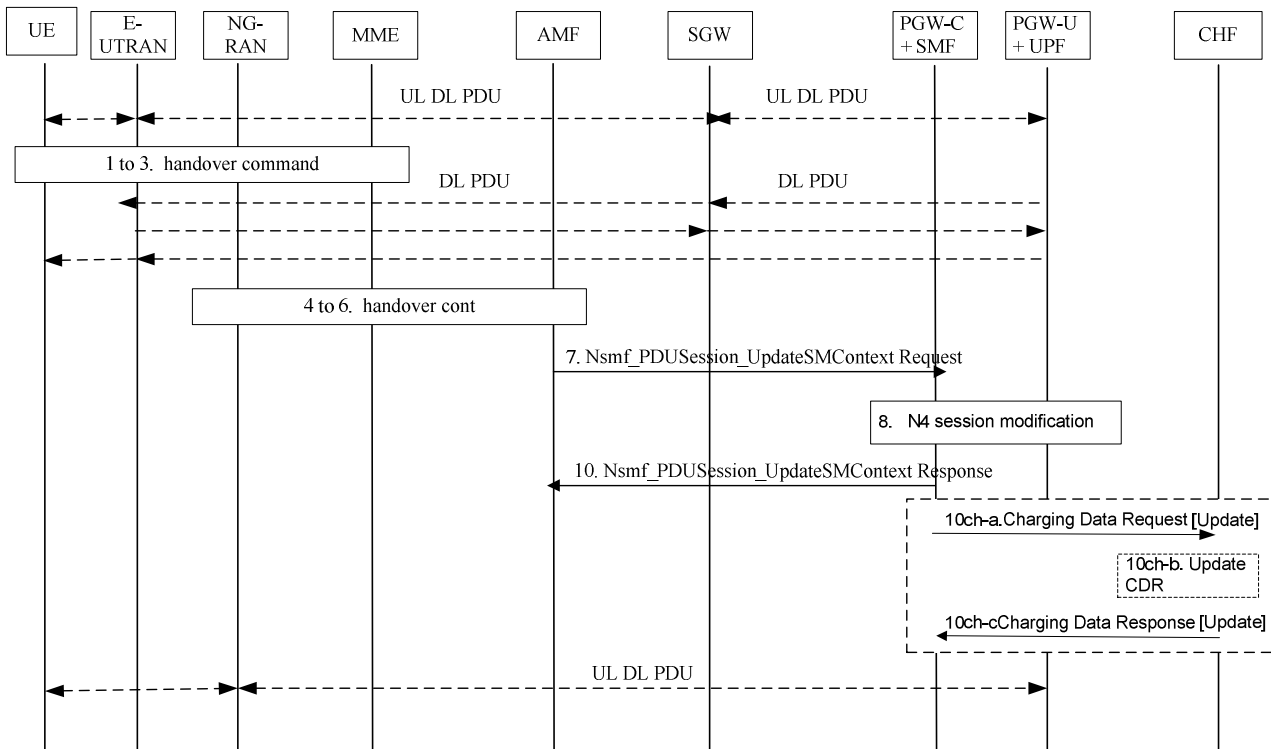 UE
E-
UTRAN
NG-
RAN
MME
AMF
SGW
PGW-C
+ SMF
PGW-U
+ UPF
CHF
UL DL PDU
UL DL PDU
1 to 3. handover command
DL PDU
DL PDU
4 to 6. handover cont
7. Nsmf_PDUSession_UpdateSMContext Request
8. N4 session modification
10. Nsmf_PDUSession_UpdateSMContext Response
10ch-a.Charging Data Request [Update]
10ch-b. Update
CDR
10ch-cCharging Data Response [Update]
UL DL PDU